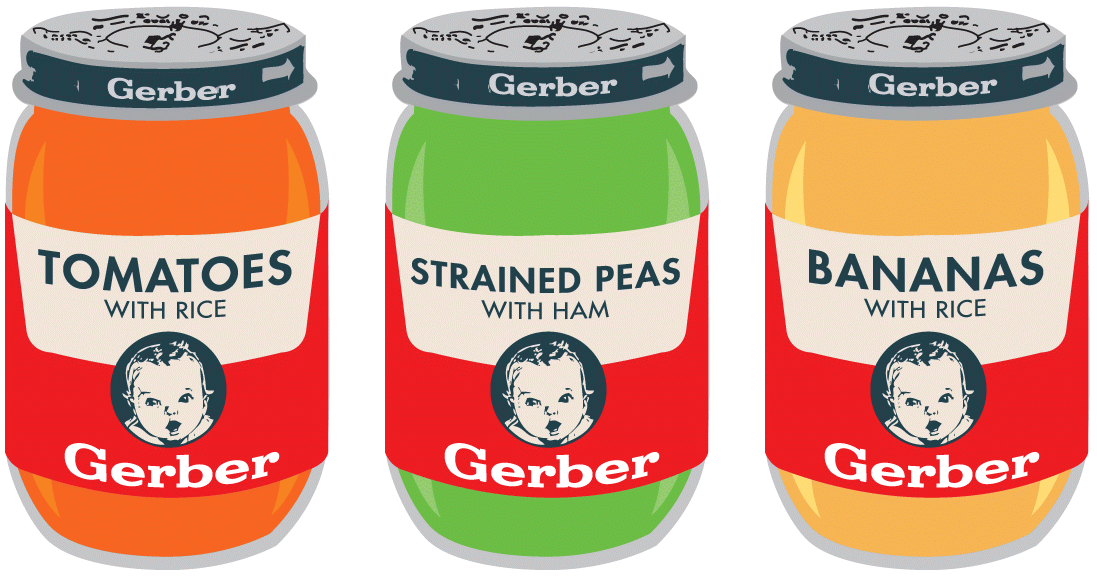 Gerber
TOMATOES
WITH RICE
Gerber
Gerber
STRAINED PEAS
WITH HAM
Gerber
Gerber
BANANAS
WITH RICE
Gerber